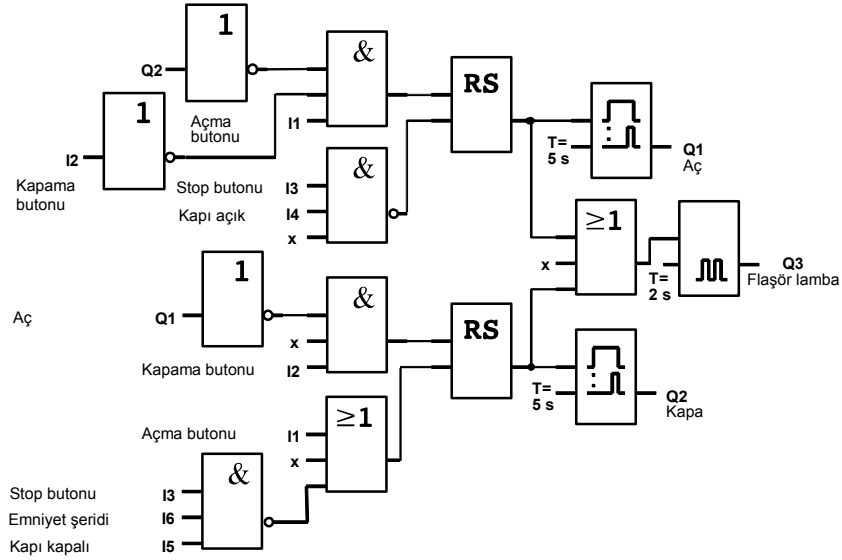 1
&
Q2
RS
1
Açma
butonu
I1
T=
5 s
Q1
Aç
I2
Kapama
butonu
&
Stop butonu
I3
Kapı açık
I4
x
≥1
x
T=
2 s
Q3
Flaşör lamba
1
&
Aç
Q1
RS
x
Kapama butonu
I2
T=
5 s
Q2
Kapa
≥1
Açma butonu
I1
x
&
Stop butonu
I3
Emniyet şeridi
I6
Kapı kapalı
I5